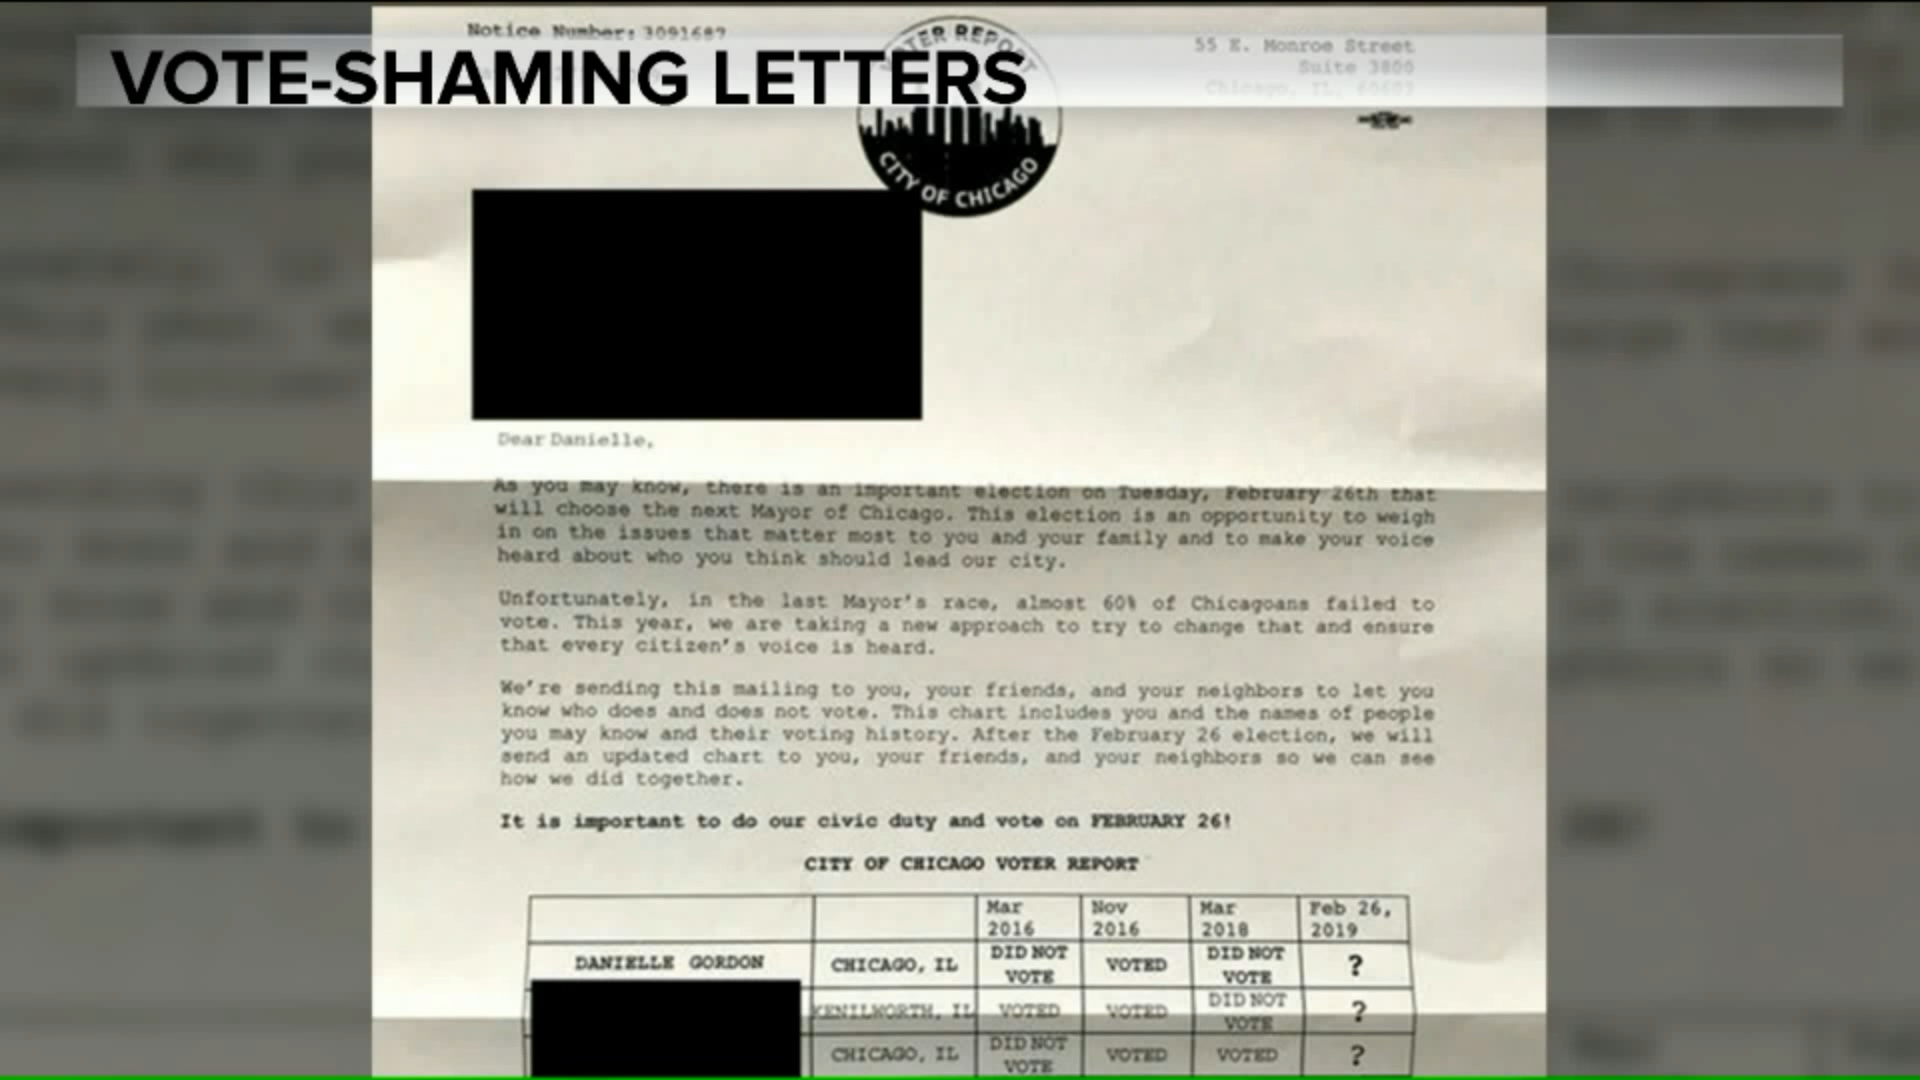 Notice Number: 3091687
VOTER REPORT
CITY OF CHICAGO
55 E. Monroe Street
Suite 3800
Chicago, IL, 60603
VOTE-SHAMING LETTERS
Dear Danielle,
As you may know, there is an important election on Tuesday, February 26th that
will choose the next Mayor of Chicago. This election is an opportunity to weigh
in on the issues that matter most to you and your family and to make your voice
heard about who you think should lead our city.
Unfortunately, in the last Mayor's race, almost 60% of Chicagoans failed to
vote. This year, we are taking a new approach to try to change that and ensure
that every citizen's voice is heard.
We're sending this mailing to you, your friends, and your neighbors to let you
know who does and does not vote. This chart includes you and the names of people
you may know and their voting history. After the February 26 election, we will
send an updated chart to you, your friends, and your neighbors so we can see
how we did together.
It is important to do our civic duty and vote on FEBRUARY 26!
CITY OF CHICAGO VOTER REPORT
Mar 2016 Nov 2016 Mar 2018 Feb 26, 2019
DANIELLE GORDON CHICAGO, IL DID NOT VOTE VOTED DID NOT VOTE ?
KENILWORTH, IL VOTED VOTED DID NOT VOTE ?
CHICAGO, IL DID NOT VOTE VOTED VOTED ?